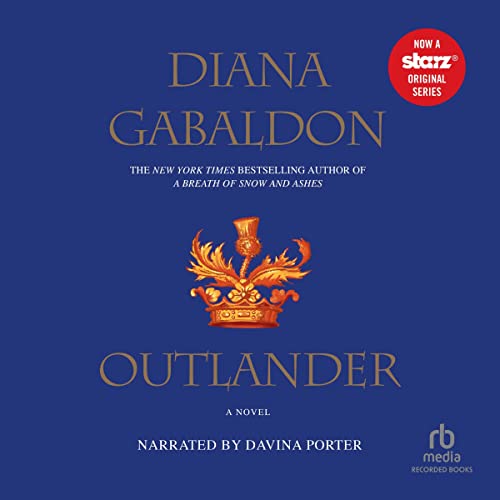 DIANA
GABALDON
NOW A
starz®
ORIGINAL
SERIES
THE NEW YORK TIMES BESTSELLING AUTHOR OF
A BREATH OF SNOW AND ASHES
OUTLANDER
A NOVEL
NARRATED BY DAVINA PORTER
rb
media
RECORDED BOOKS